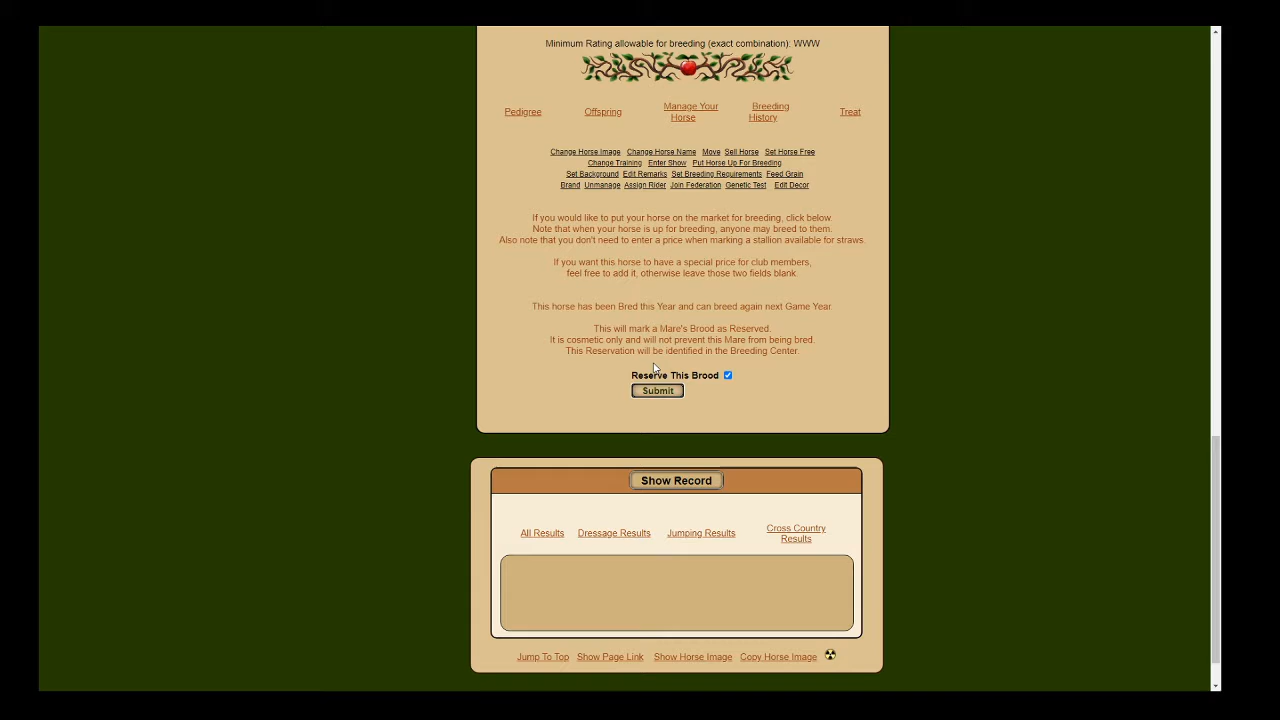 Minimum Rating allowable for breeding (exact combination): WWW
Pedigree Offspring Manage Your Horse Breeding History Treat
Change Horse Image Change Horse Name Move Sell Horse Set Horse Free
Change Training Enter Show Put Horse Up For Breeding
Set Background Edit Remarks Set Breeding Requirements Feed Grain
Brand Unmanage Assign Rider Join Federation Genetic Test Edit Decor
If you would like to put your horse on the market for breeding, click below.
Note that when your horse is up for breeding, anyone may breed to them.
Also note that you don't need to enter a price when marking a stallion available for straws.
If you want this horse to have a special price for club members,
feel free to add it, otherwise leave those two fields blank.
This horse has been Bred this Year and can breed again next Game Year.
This will mark a Mare's Brood as Reserved.
It is cosmetic only and will not prevent this Mare from being bred.
This Reservation will be identified in the Breeding Center.
Reserve This Brood
Submit
Show Record
All Results Dressage Results Jumping Results Cross Country Results
Jump To Top Show Page Link Show Horse Image Copy Horse Image